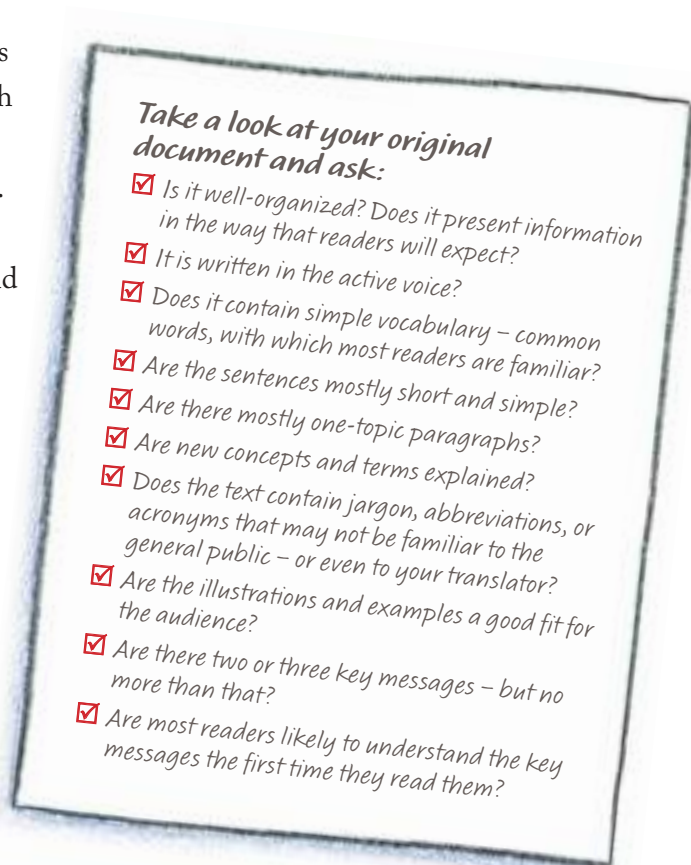 s
h
.
d
Take a look at your original
document and ask:
Is it well-organized? Does it present information
in the way that readers will expect?
It is written in the active voice?
Does it contain simple vocabulary – common
words, with which most readers are familiar?
Are the sentences mostly short and simple?
Are there mostly one-topic paragraphs?
Are new concepts and terms explained?
Does the text contain jargon, abbreviations, or
acronyms that may not be familiar to the
general public – or even to your translator?
Are the illustrations and examples a good fit for
the audience?
Are there two or three key messages – but no
more than that?
Are most readers likely to understand the key
messages the first time they read them?